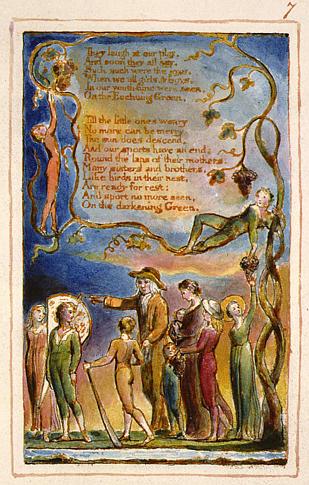 7
They laugh at our play,
And soon they all say.
Such such were the joys.
When we all girls & boys.
In our youth-time were seen,
On the Ecchoing Green.
Till the little ones weary
No more can be merry
The sun does descend,
And our sports have an end:
Round the laps of their mothers,
Many sisters and brothers,
Like birds in their nest,
Are ready for rest:
And sport no more seen,
On the darkening Green.